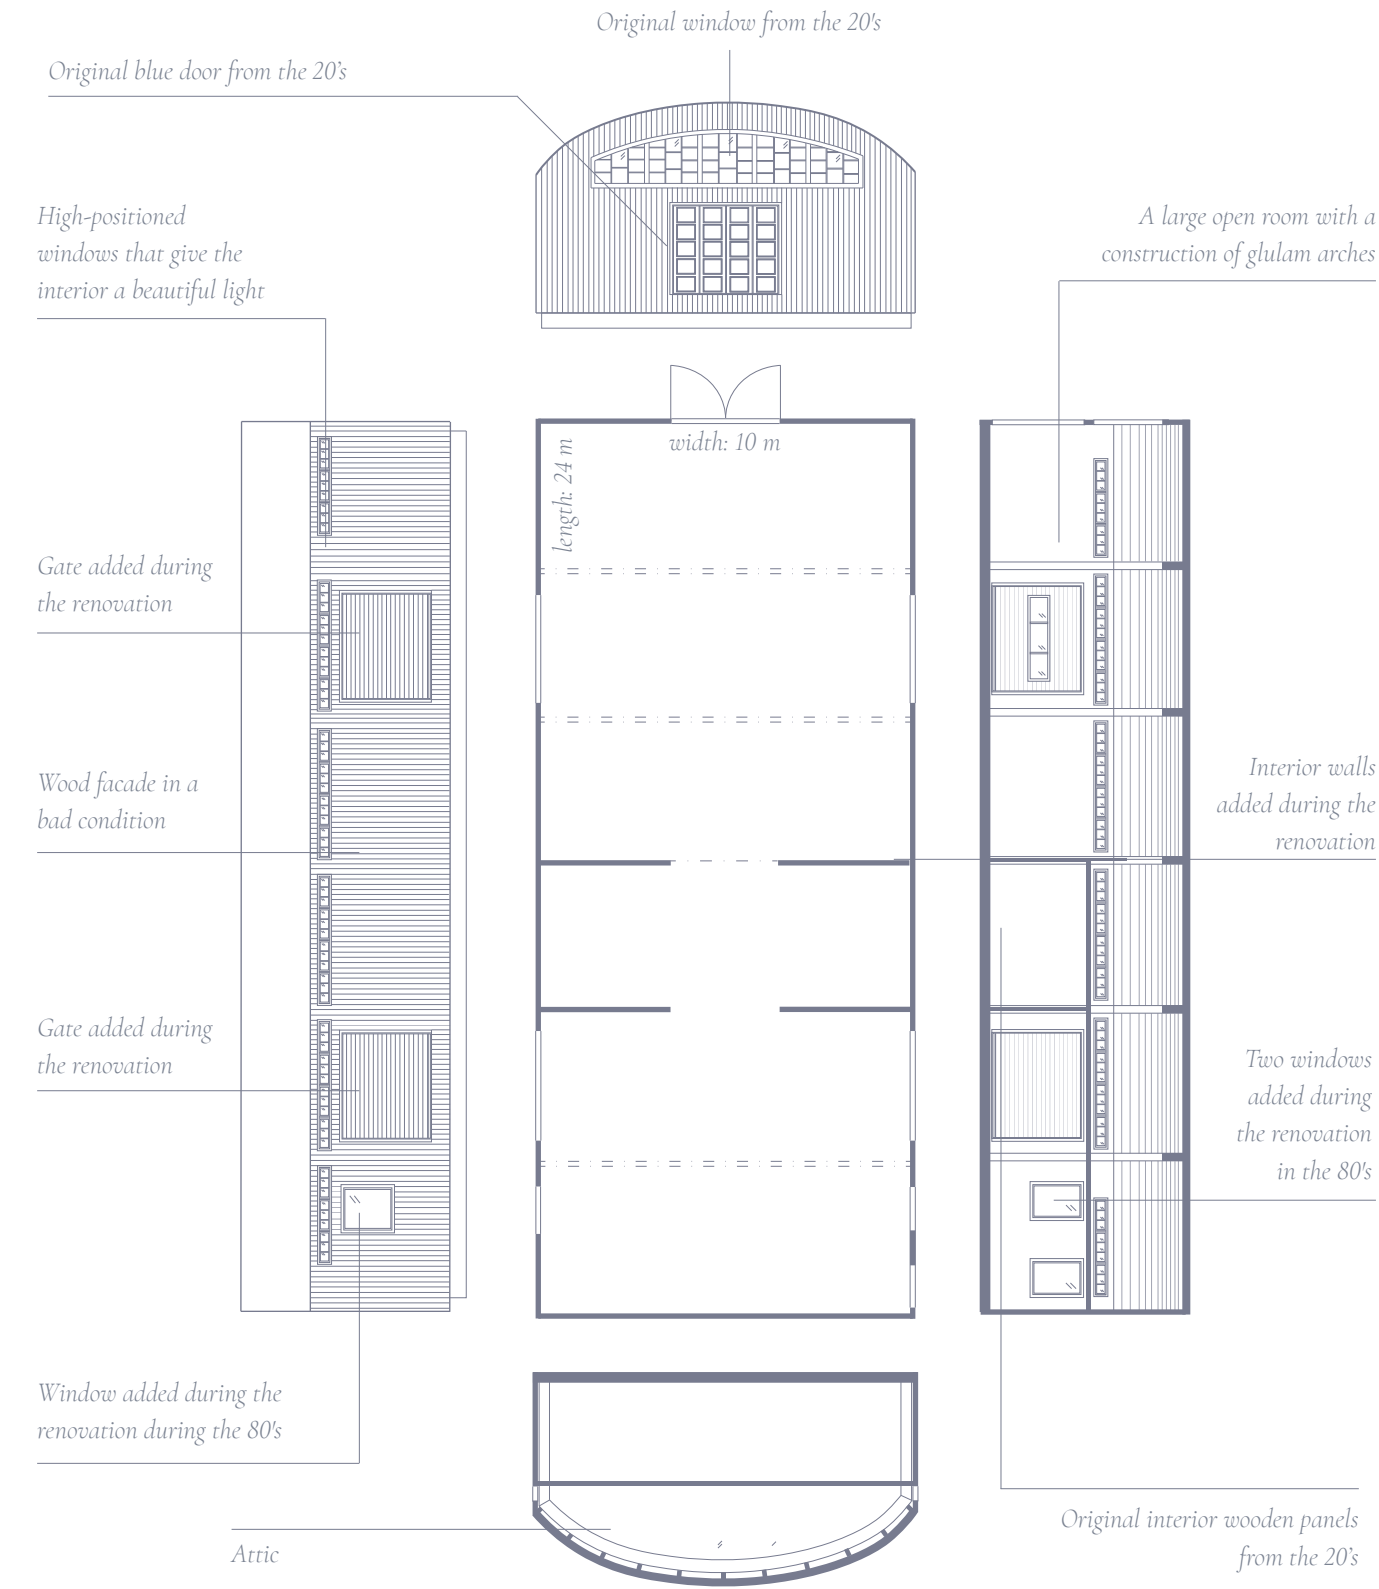 Original window from the 20's
Original blue door from the 20's
High-positioned
windows that give the
interior a beautiful light
A large open room with a
construction of glulam arches
width: 10 m
length: 24 m
Gate added during
the renovation
Wood facade in a
bad condition
Interior walls
added during the
renovation
Gate added during
the renovation
Two windows
added during
the renovation
in the 80's
Window added during the
renovation during the 80's
Original interior wooden panels
from the 20's
Attic